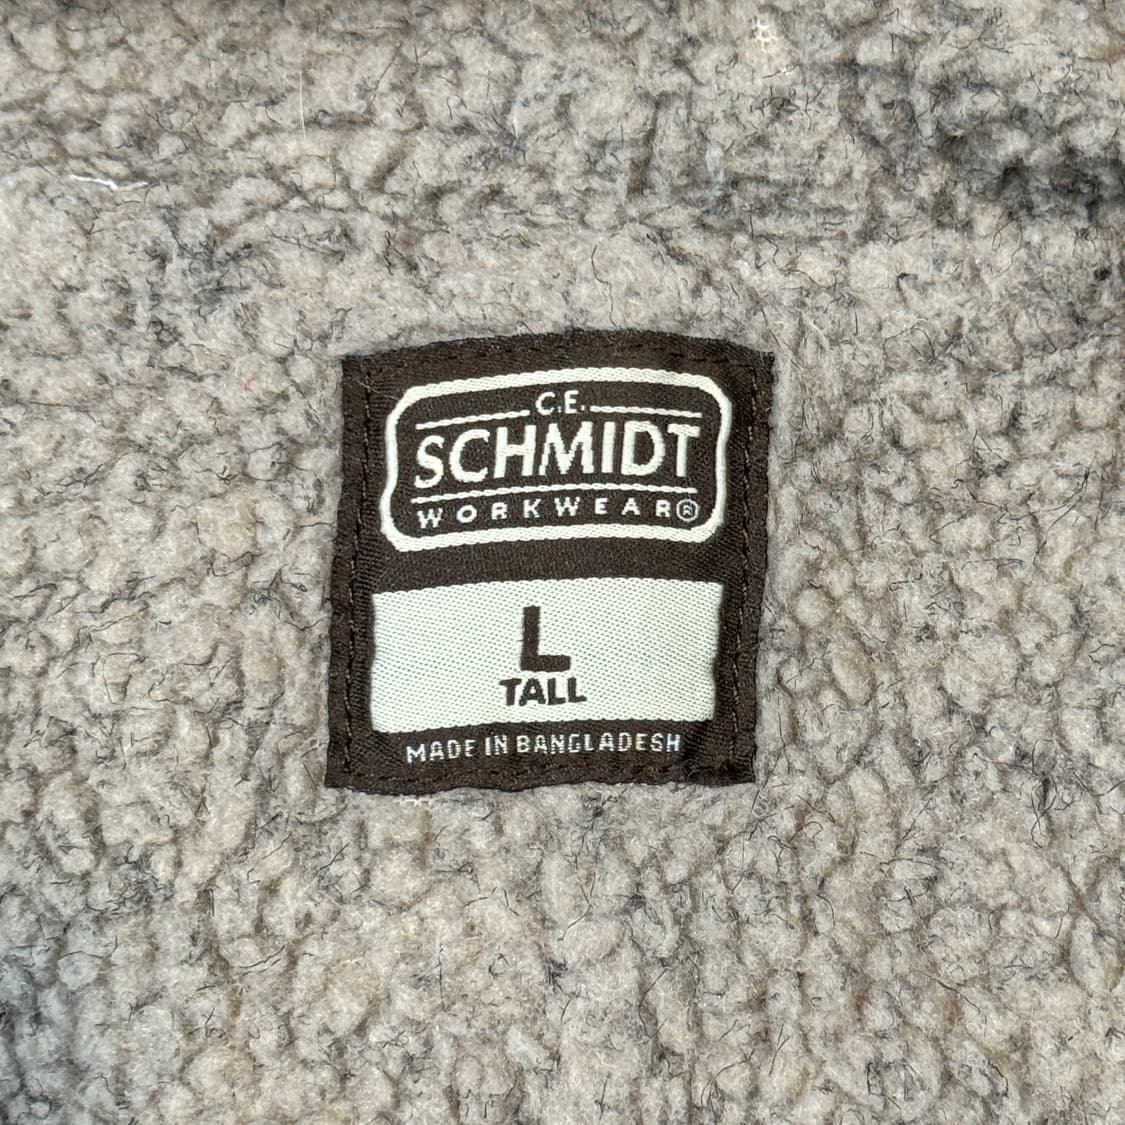 C.E.
SCHMIDT
WORKWEAR®
L
TALL
MADE IN BANGLADESH